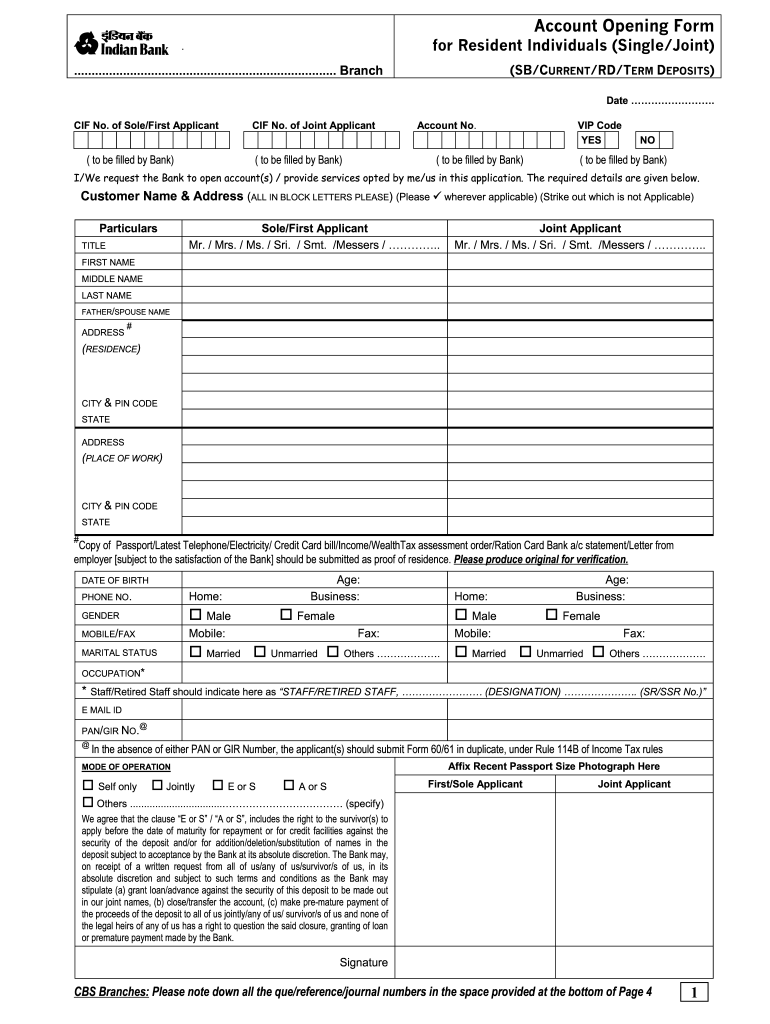 इंडियन बैंक
Indian Bank
Account Opening Form
for Resident Individuals (Single/Joint)
........................................................................... Branch
(SB/CURRENT/RD/TERM DEPOSITS)
Date …………………….
CIF No. of Sole/First Applicant CIF No. of Joint Applicant Account No. VIP Code
YES NO
( to be filled by Bank) ( to be filled by Bank) ( to be filled by Bank) ( to be filled by Bank)
I/We request the Bank to open account(s) / provide services opted by me/us in this application. The required details are given below.
Customer Name & Address (ALL IN BLOCK LETTERS PLEASE) (Please ✓ wherever applicable) (Strike out which is not Applicable)
Particulars Sole/First Applicant Joint Applicant
TITLE Mr. / Mrs. / Ms. / Sri. / Smt. /Messers / ………….. Mr. / Mrs. / Ms. / Sri. / Smt. /Messers / …………..
FIRST NAME
MIDDLE NAME
LAST NAME
FATHER/SPOUSE NAME
ADDRESS #
(RESIDENCE)
CITY & PIN CODE
STATE
ADDRESS
(PLACE OF WORK)
CITY & PIN CODE
STATE
#Copy of Passport/Latest Telephone/Electricity/ Credit Card bill/Income/WealthTax assessment order/Ration Card Bank a/c statement/Letter from
employer [subject to the satisfaction of the Bank] should be submitted as proof of residence. Please produce original for verification.
DATE OF BIRTH Age: Age:
PHONE NO. Home: Business: Home: Business:
GENDER ☐ Male ☐ Female ☐ Male ☐ Female
MOBILE/FAX Mobile: Fax: Mobile: Fax:
MARITAL STATUS ☐ Married ☐ Unmarried ☐ Others ………………. ☐ Married ☐ Unmarried ☐ Others ……………….
OCCUPATION*
* Staff/Retired Staff should indicate here as “STAFF/RETIRED STAFF, …………………… (DESIGNATION) …………………. (SR/SSR No.)”
E MAIL ID
PAN/GIR NO.@
@ In the absence of either PAN or GIR Number, the applicant(s) should submit Form 60/61 in duplicate, under Rule 114B of Income Tax rules
MODE OF OPERATION Affix Recent Passport Size Photograph Here
☐ Self only ☐ Jointly ☐ E or S ☐ A or S First/Sole Applicant Joint Applicant
☐ Others .................................…………………………… (specify)
We agree that the clause “E or S” / “A or S”, includes the right to the survivor(s) to
apply before the date of maturity for repayment or for credit facilities against the
security of the deposit and/or for addition/deletion/substitution of names in the
deposit subject to acceptance by the Bank at its absolute discretion. The Bank may,
on receipt of a written request from all of us/any of us/survivor/s of us, in its
absolute discretion and subject to such terms and conditions as the Bank may
stipulate (a) grant loan/advance against the security of this deposit to be made out
in our joint names, (b) close/transfer the account, (c) make pre-mature payment of
the proceeds of the deposit to all of us jointly/any of us/ survivor/s of us and none of
the legal heirs of any of us has a right to question the said closure, granting of loan
or premature payment made by the Bank.
Signature
CBS Branches: Please note down all the que/reference/journal numbers in the space provided at the bottom of Page 4 1